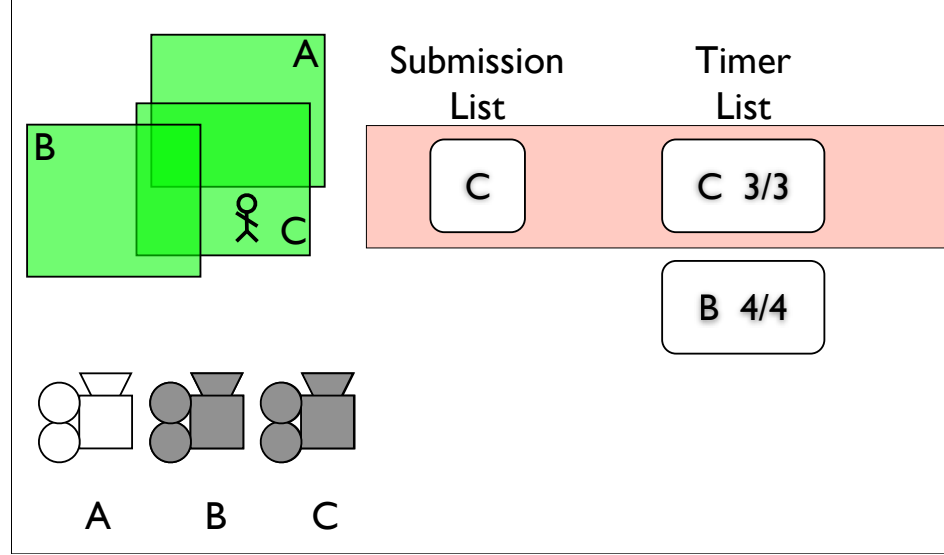 A
B
C
Submission
List
Timer
List
C
C 3/3
B 4/4
A B C